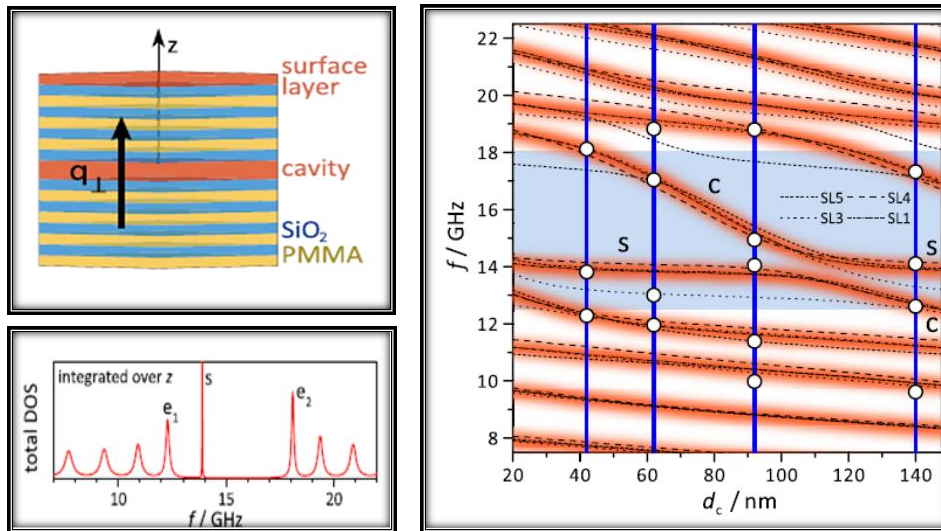 z
surface
layer
cavity
q⊥
SiO₂
PMMA
integrated over z
s
e₁
e₂
total DOS
10
15
20
f / GHz
22
20
18
16
14
12
10
8
f / GHz
C
SL5
SL4
SL3
SL1
S
S
C
20
40
60
80
100
120
140
d_c / nm